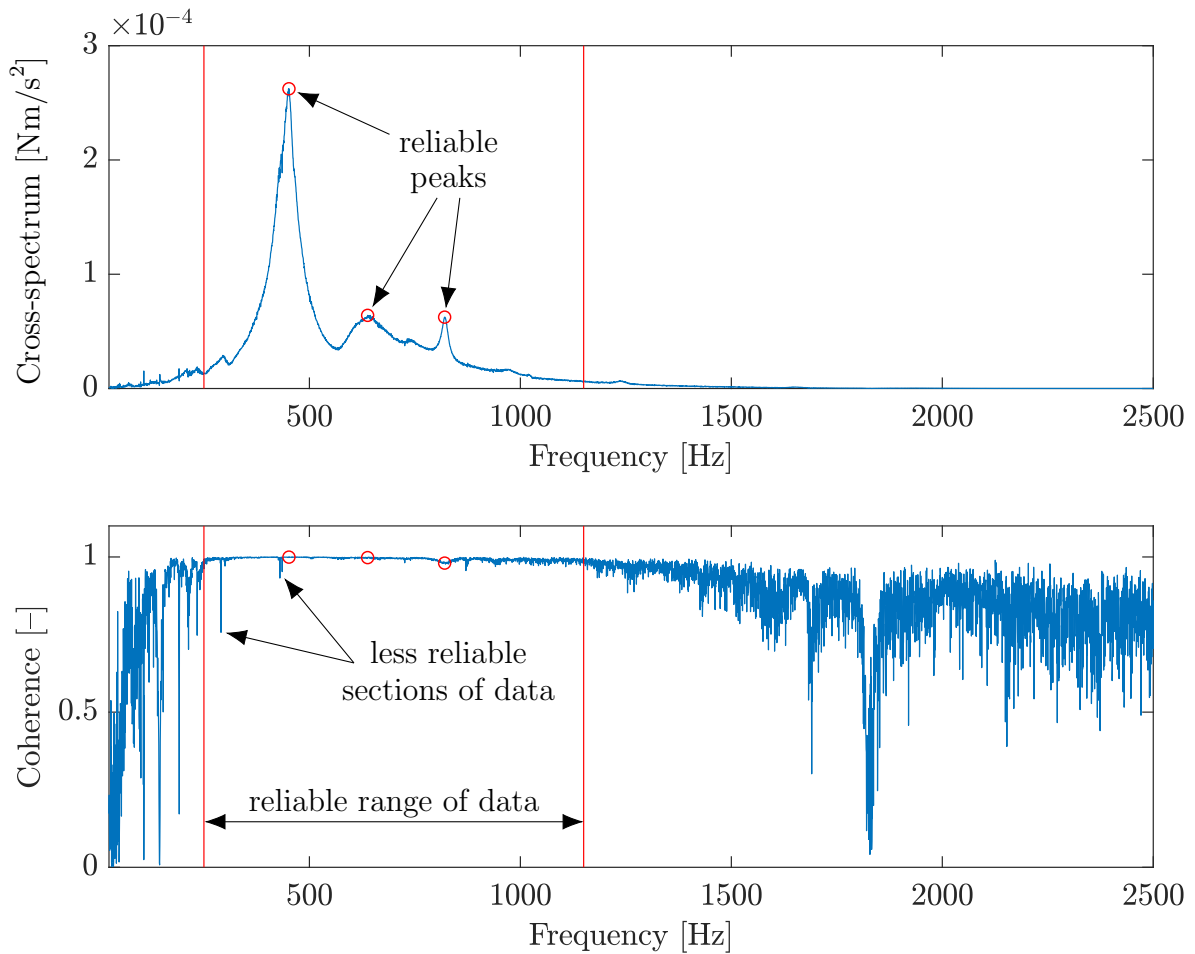 ×10⁻⁴
3
2
1
0
Cross-spectrum [Nm/s²]
reliable
peaks
500 1000 1500 2000 2500
Frequency [Hz]
1
0.5
0
Coherence [−]
less reliable
sections of data
reliable range of data
500 1000 1500 2000 2500
Frequency [Hz]